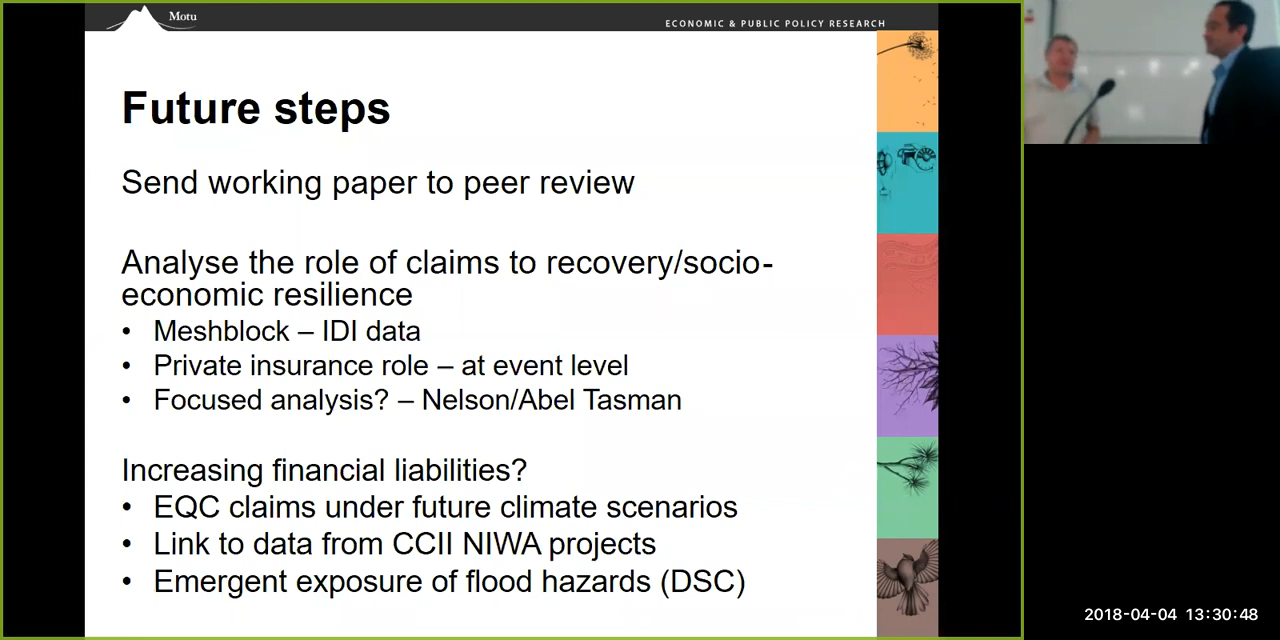 Motu
ECONOMIC & PUBLIC POLICY RESEARCH
Future steps
Send working paper to peer review
Analyse the role of claims to recovery/socio-
economic resilience
• Meshblock – IDI data
• Private insurance role – at event level
• Focused analysis? – Nelson/Abel Tasman
Increasing financial liabilities?
• EQC claims under future climate scenarios
• Link to data from CCII NIWA projects
• Emergent exposure of flood hazards (DSC)
2018-04-04 13:30:48